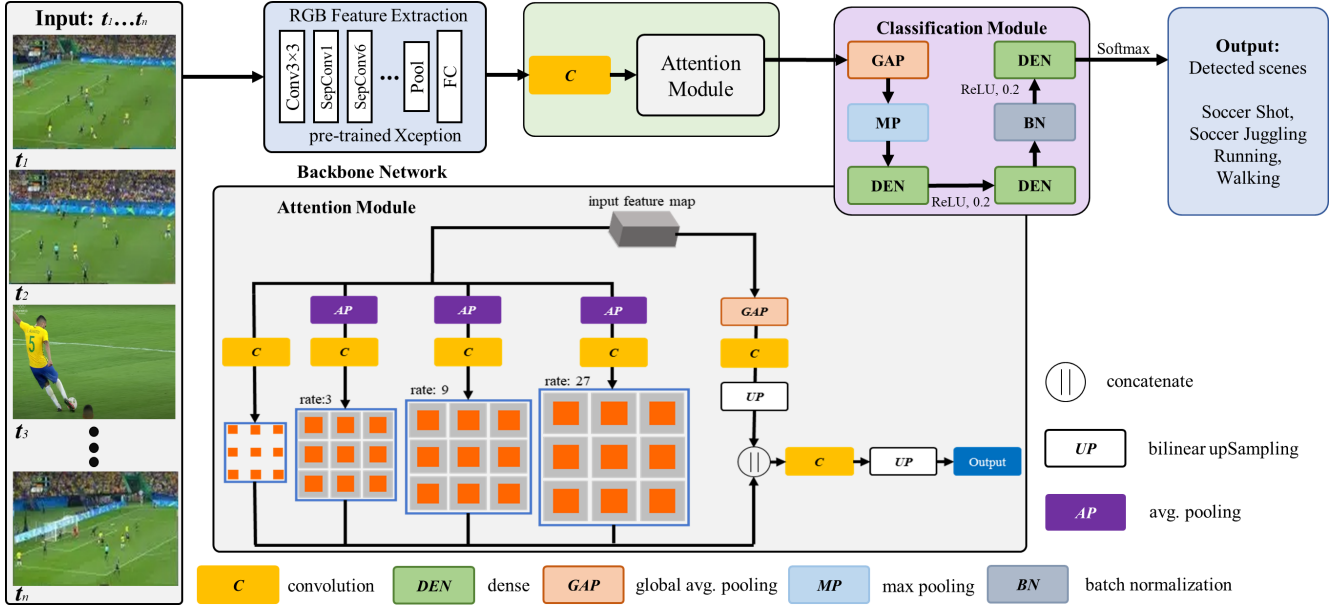 Input: t1…tn
t1
t2
5
t3
tn
RGB Feature Extraction
Conv3×3
SepConv1
SepConv6
...
Pool
FC
pre-trained Xception
Backbone Network
C
Attention
Module
Classification Module
GAP
MP
DEN
ReLU, 0.2
DEN
BN
ReLU, 0.2
DEN
Softmax
Output:
Detected scenes
Soccer Shot,
Soccer Juggling
Running,
Walking
Attention Module
input feature map
AP
AP
AP
GAP
C
C
C
C
C
UP
rate:3
rate: 9
rate: 27
||
C
UP
Output
|| concatenate
UP bilinear upSampling
AP avg. pooling
C convolution
DEN dense
GAP global avg. pooling
MP max pooling
BN batch normalization